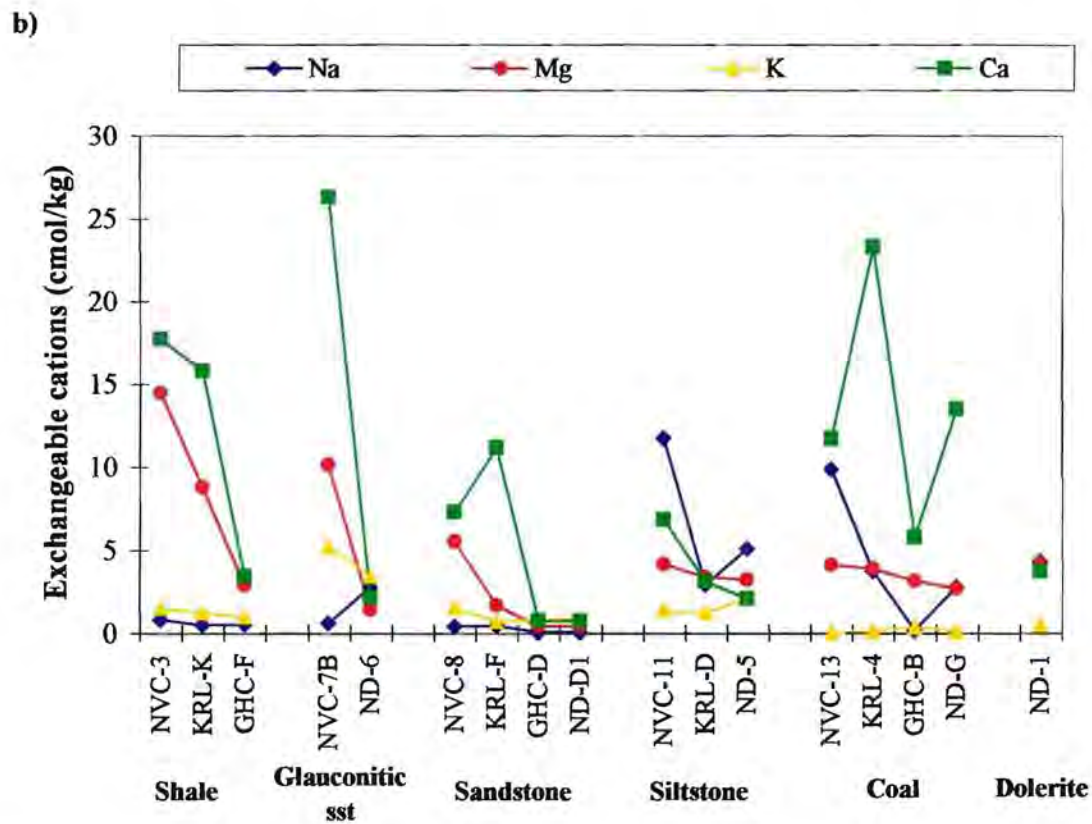 b)
Na Mg K Ca
Exchangeable cations (cmol/kg)
30
25
20
15
10
5
0
NVC-3 KRL-K GHC-F NVC-7B ND-6 NVC-8 KRL-F GHC-D ND-D1 NVC-11 KRL-D ND-5 NVC-13 KRL-4 GHC-B ND-G ND-1
Shale Glauconitic sst Sandstone Siltstone Coal Dolerite